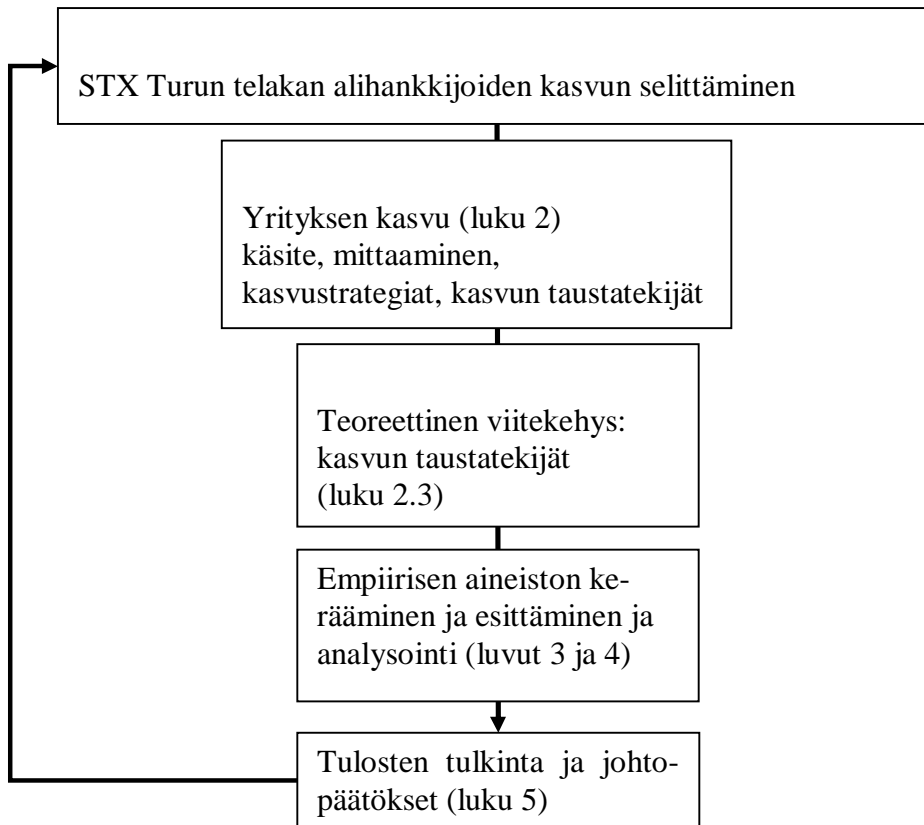 STX Turun telakan alihankkijoiden kasvun selittäminen
Yrityksen kasvu (luku 2)
käsite, mittaaminen,
kasvustrategiat, kasvun taustatekijät
Teoreettinen viitekehys:
kasvun taustatekijät
(luku 2.3)
Empiirisen aineiston ke-
rääminen ja esittäminen ja
analysointi (luvut 3 ja 4)
Tulosten tulkinta ja johto-
päätökset (luku 5)